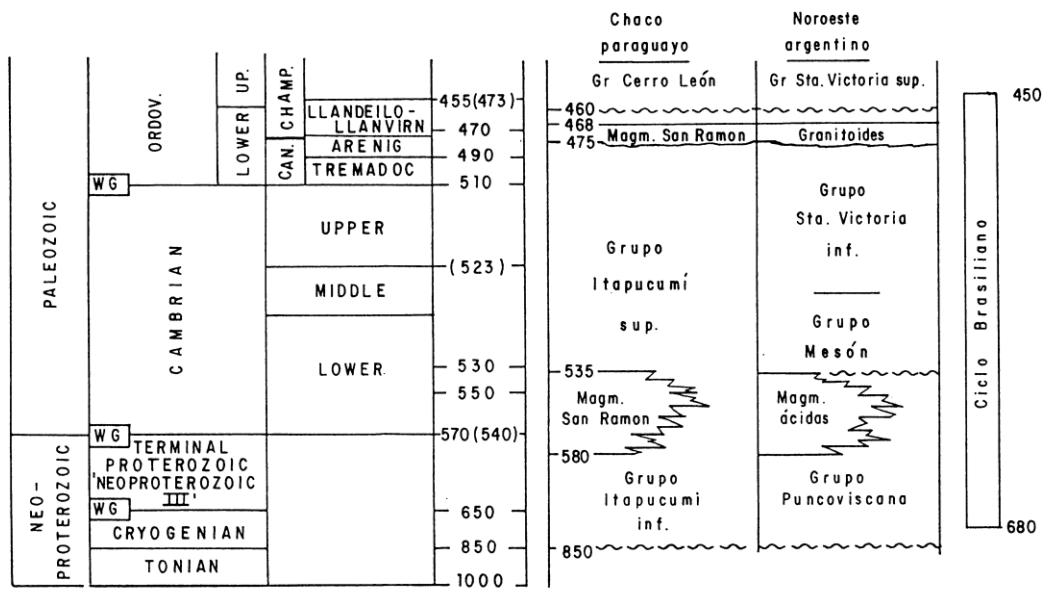 Chaco
paraguayo
Noroeste
argentino
PALEOZOIC
NEO-
PROTEROZOIC
ORDOV.
CAMBRIAN
WG
WG
TERMINAL
PROTEROZOIC
'NEOPROTEROZOIC
III'
WG
CRYOGENIAN
TONIAN
UP.
LOWER
CHAMP.
CAN.
LLANDEILO-
LLANVIRN
ARENIG
TREMADOC
UPPER
MIDDLE
LOWER
455(473)
470
490
510
(523)
530
550
570(540)
650
850
1000
Gr Cerro León
460
468
475
Magm. San Ramon
Grupo
Itapucumí
sup.
535
Magm.
San Ramon
580
Grupo
Itapucumi
inf.
850
Gr Sta. Victoria sup.
Granitoides
Grupo
Sta. Victoria
inf.
Grupo
Mesón
Magm.
ácidas
Grupo
Puncoviscana
450
Ciclo Brasiliano
680